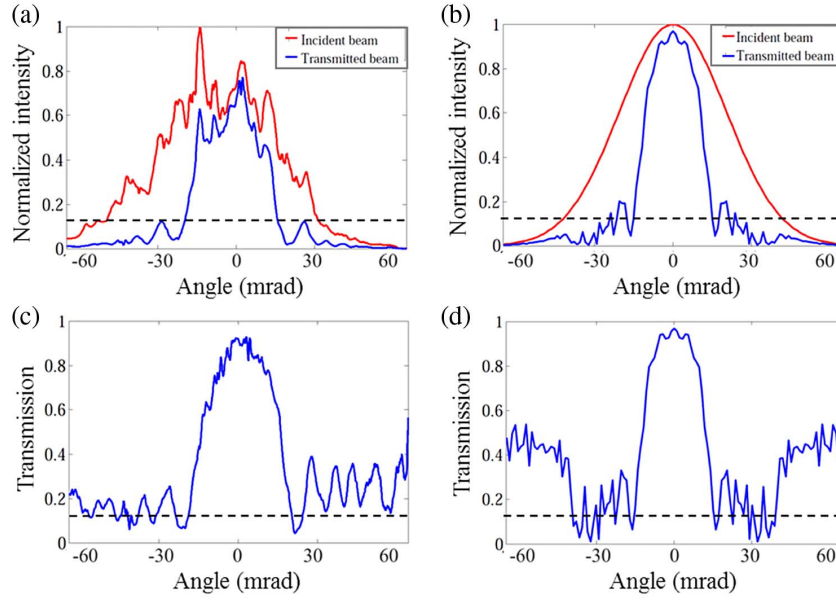 (a)
Normalized intensity
1
0.8
0.6
0.4
0.2
0
Incident beam
Transmitted beam
-60
-30
0
30
60
Angle (mrad)
(b)
Normalized intensity
1
0.8
0.6
0.4
0.2
0
Incident beam
Transmitted beam
-60
-30
0
30
60
Angle (mrad)
(c)
Transmission
1
0.8
0.6
0.4
0.2
0
-60
-30
0
30
60
Angle (mrad)
(d)
Transmission
1
0.8
0.6
0.4
0.2
0
-60
-30
0
30
60
Angle (mrad)